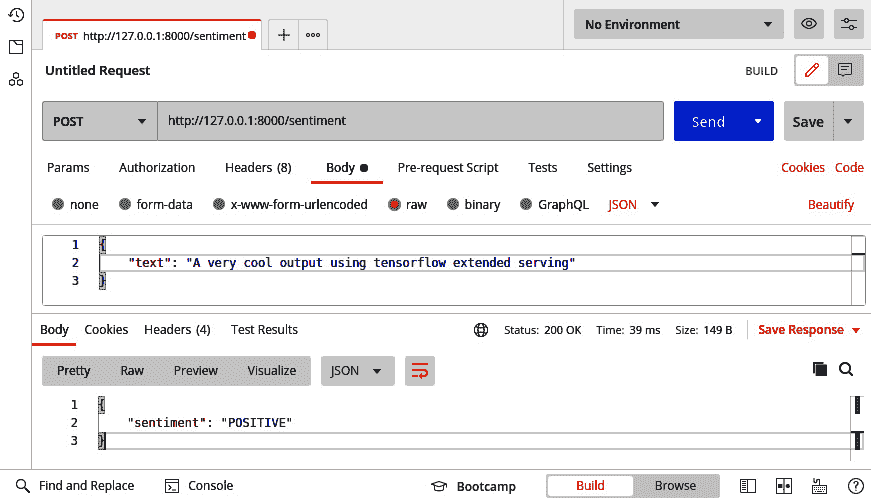 POST http://127.0.0.1:8000/sentiment
No Environment
Untitled Request
BUILD
POST http://127.0.0.1:8000/sentiment Send Save
Params Authorization Headers (8) Body Pre-request Script Tests Settings Cookies Code
none form-data x-www-form-urlencoded raw binary GraphQL JSON Beautify
1 {
2 "text": "A very cool output using tensorflow extended serving"
3 }
Body Cookies Headers (4) Test Results Status: 200 OK Time: 39 ms Size: 149 B Save Response
Pretty Raw Preview Visualize JSON
1 {
2 "sentiment": "POSITIVE"
3 }
Find and Replace Console Bootcamp Build Browse